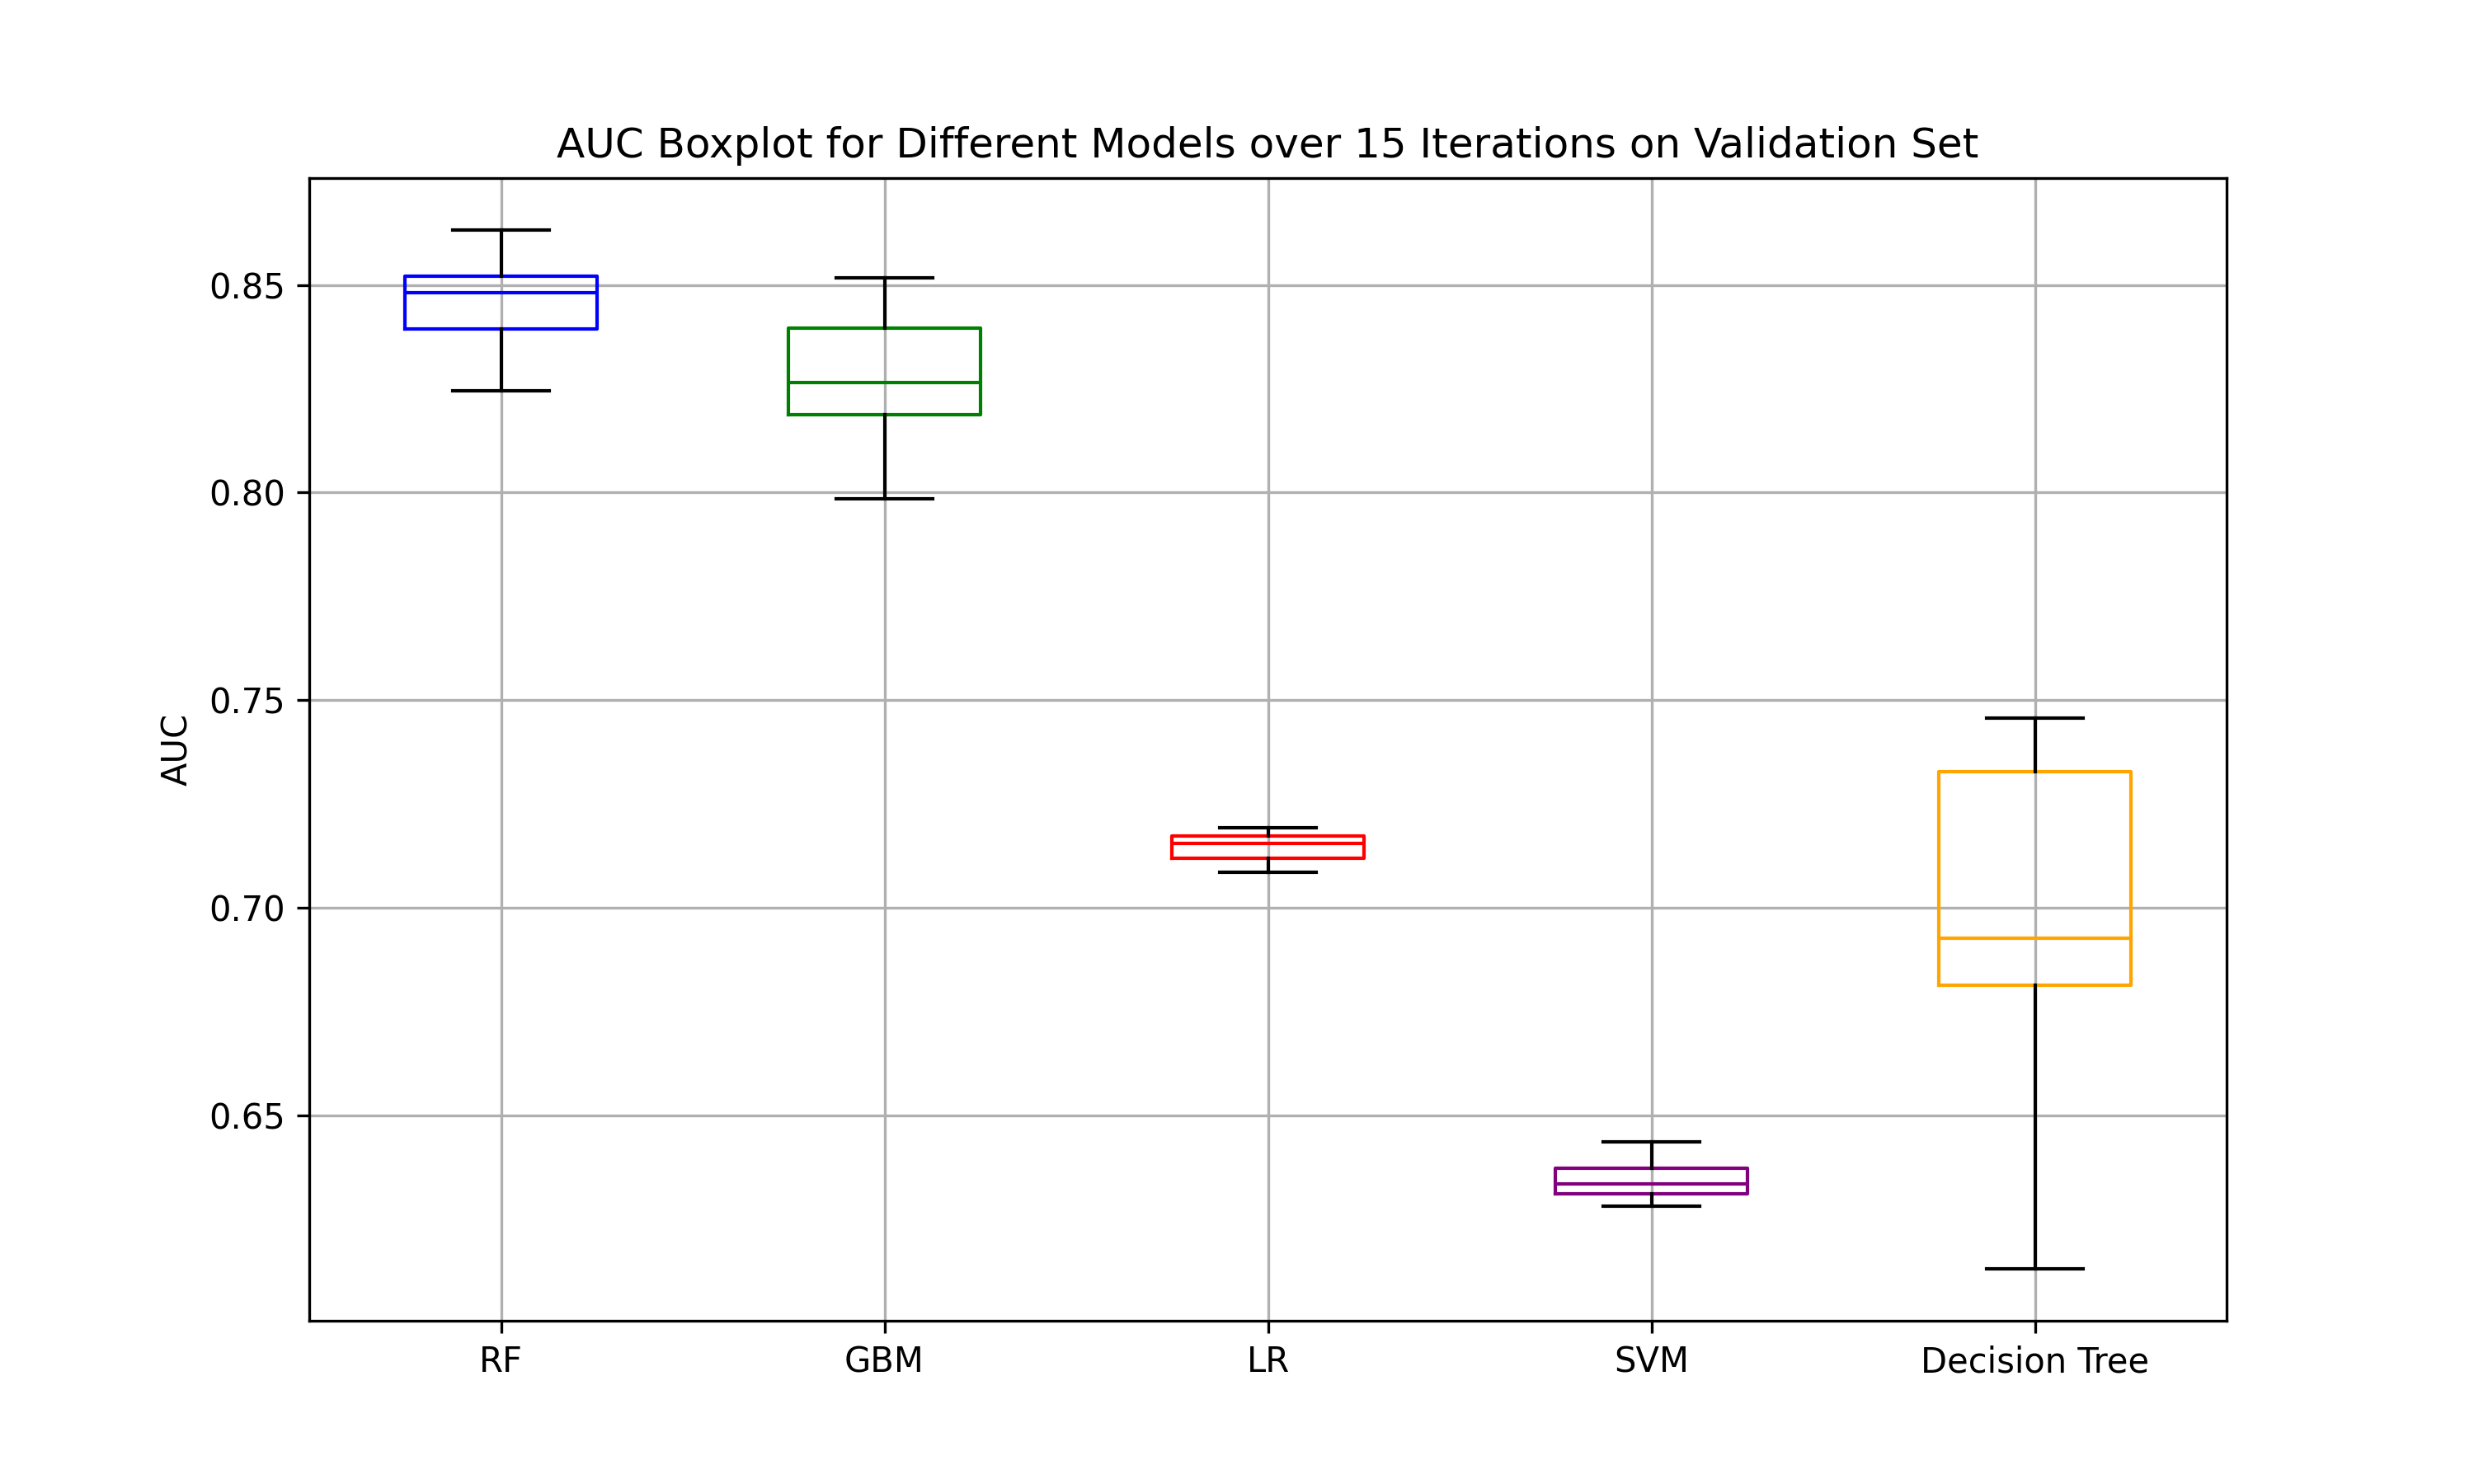 AUC Boxplot for Different Models over 15 Iterations on Validation Set
AUC
0.85
0.80
0.75
0.70
0.65
RF
GBM
LR
SVM
Decision Tree